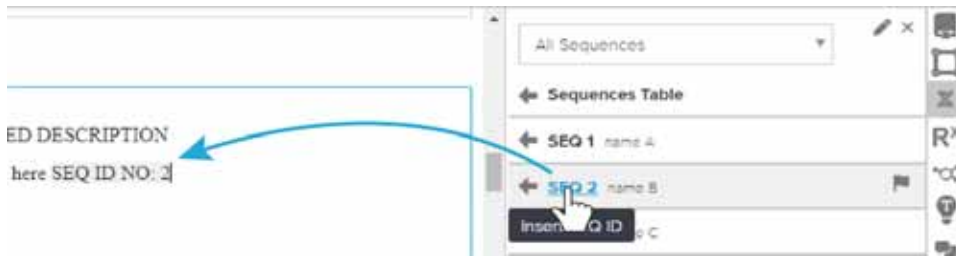 All Sequences
Sequences Table
ED DESCRIPTION
SEQ 1 name A
here SEQ ID NO: 2
SEQ 2 name B
Insert Q ID
C